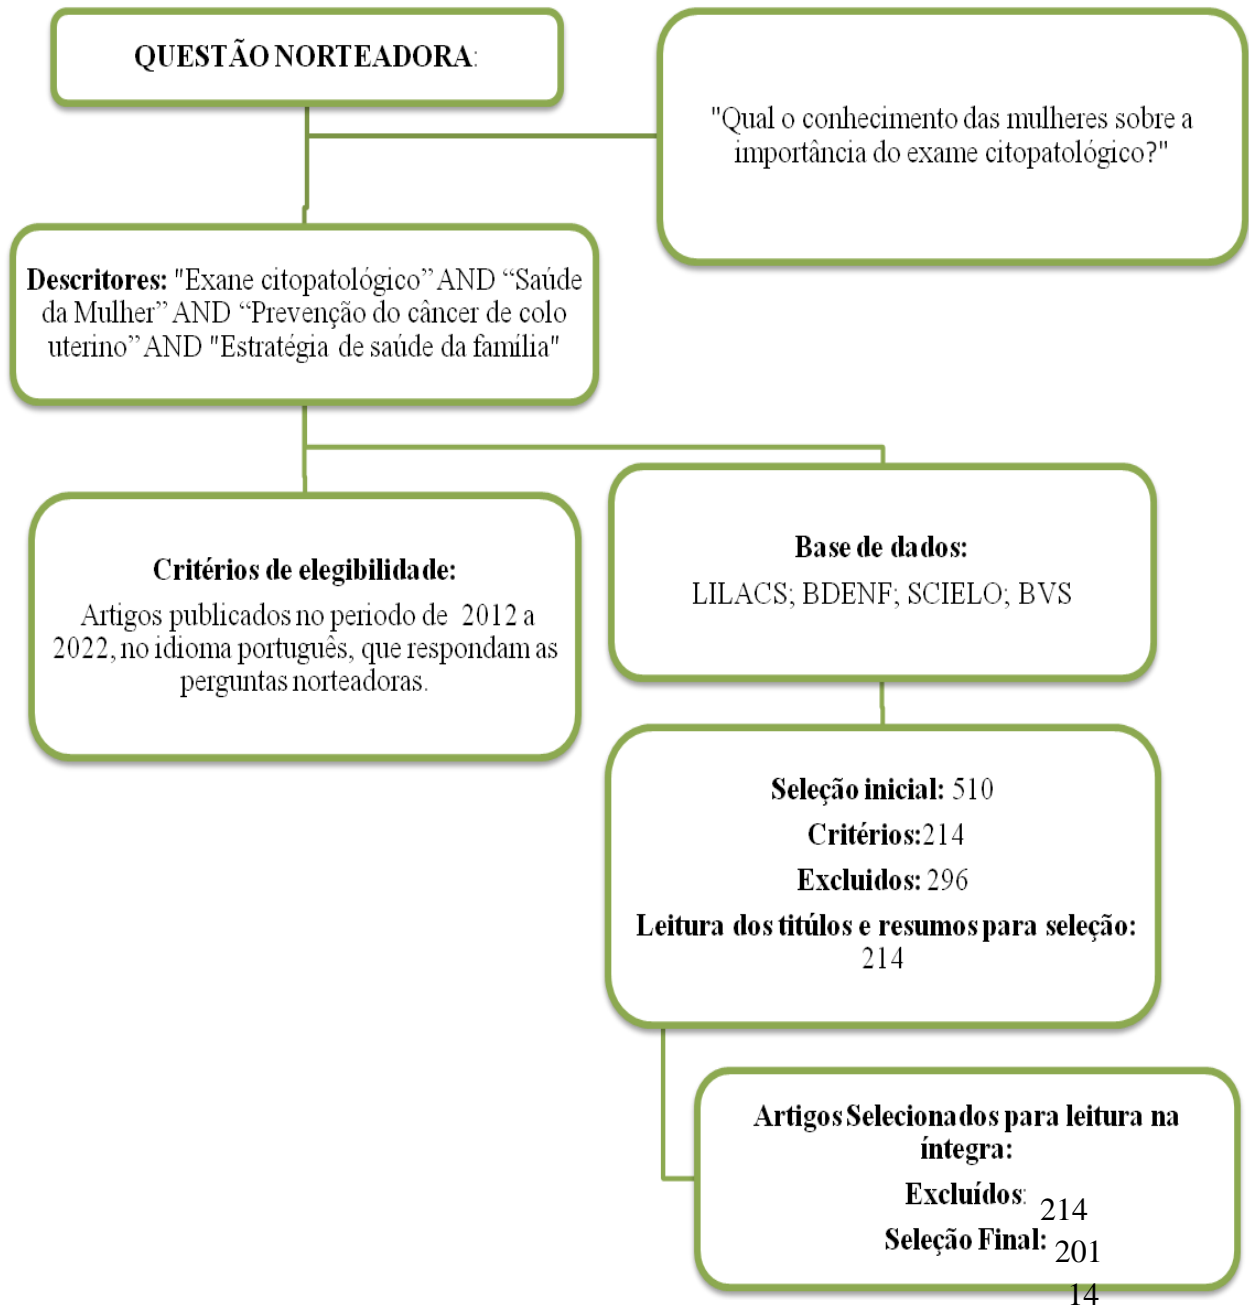 QUESTÃO NORTEADORA:
"Qual o conhecimento das mulheres sobre a
importância do exame citopatológico?"
Descritores: "Exane citopatológico” AND “Saúde
da Mulher” AND “Prevenção do câncer de colo
uterino” AND "Estratégia de saúde da família"
Critérios de elegibilidade:
Artigos publicados no periodo de 2012 a
2022, no idioma português, que respondam as
perguntas norteadoras.
Base de dados:
LILACS; BDENF; SCIELO; BVS
Seleção inicial: 510
Critérios:214
Excluidos: 296
Leitura dos titúlos e resumos para seleção:
214
Artigos Selecionados para leitura na
íntegra:
Excluídos: 214
Seleção Final: 201
14